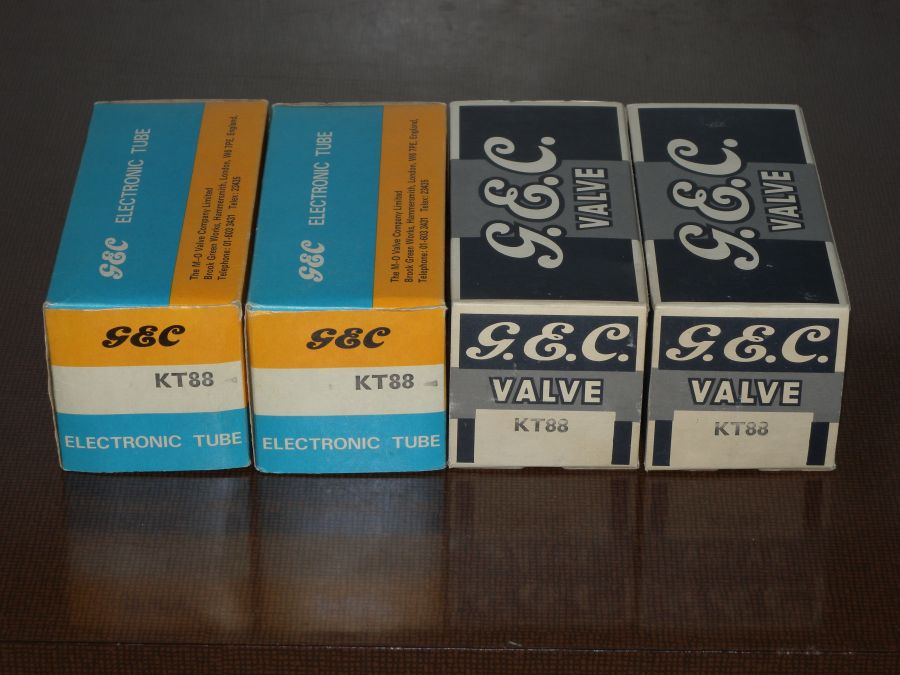 GEC ELECTRONIC TUBE
The M-O Valve Company Limited
Brook Green Works, Hammersmith, London, W6 7PE, England.
Telephone: 01-603 3431 Telex: 23435
GEC
KT88
ELECTRONIC TUBE
GEC ELECTRONIC TUBE
The M-O Valve Company Limited
Brook Green Works, Hammersmith, London, W6 7PE, England.
Telephone: 01-603 3431 Telex: 23435
GEC
KT88
ELECTRONIC TUBE
G.E.C.
VALVE
G.E.C.
VALVE
KT88
G.E.C.
VALVE
G.E.C.
VALVE
KT88